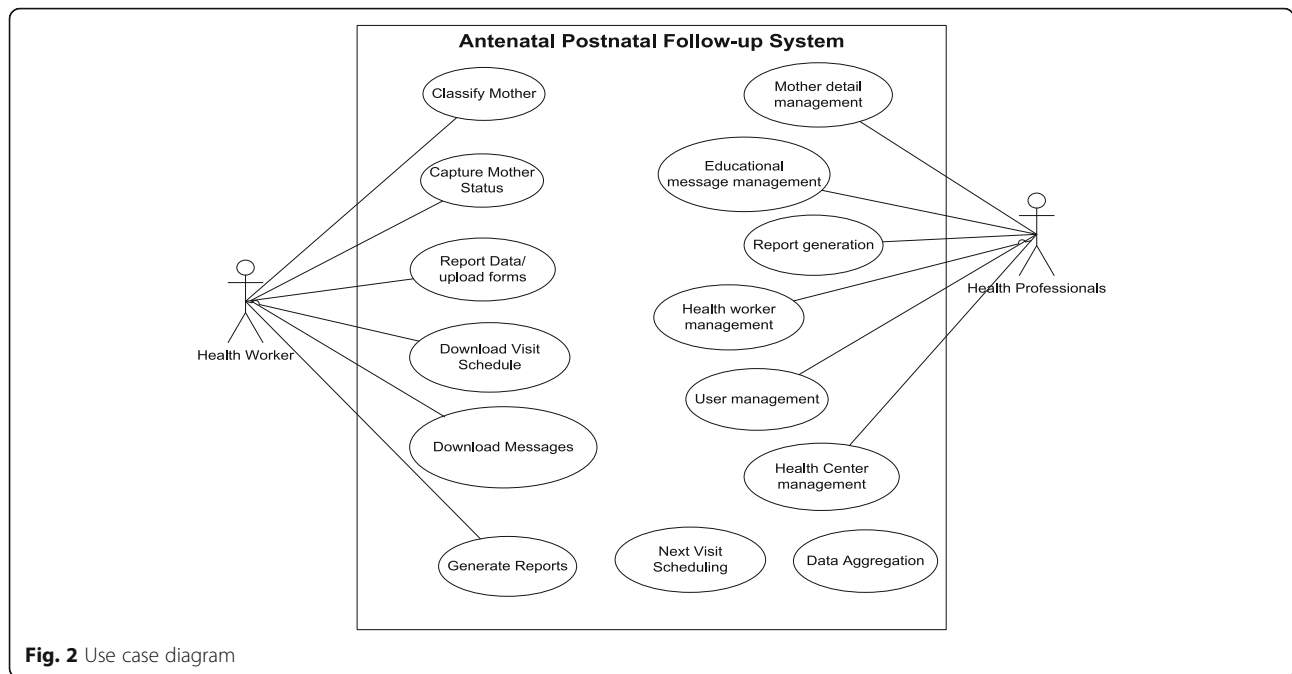 Antenatal Postnatal Follow-up System
Classify Mother
Capture Mother
Status
Report Data/
upload forms
Download Visit
Schedule
Download Messages
Generate Reports
Health Worker
Mother detail
management
Educational
message management
Report generation
Health worker
management
User management
Health Center
management
Next Visit
Scheduling
Data Aggregation
Health Professionals
Fig. 2 Use case diagram